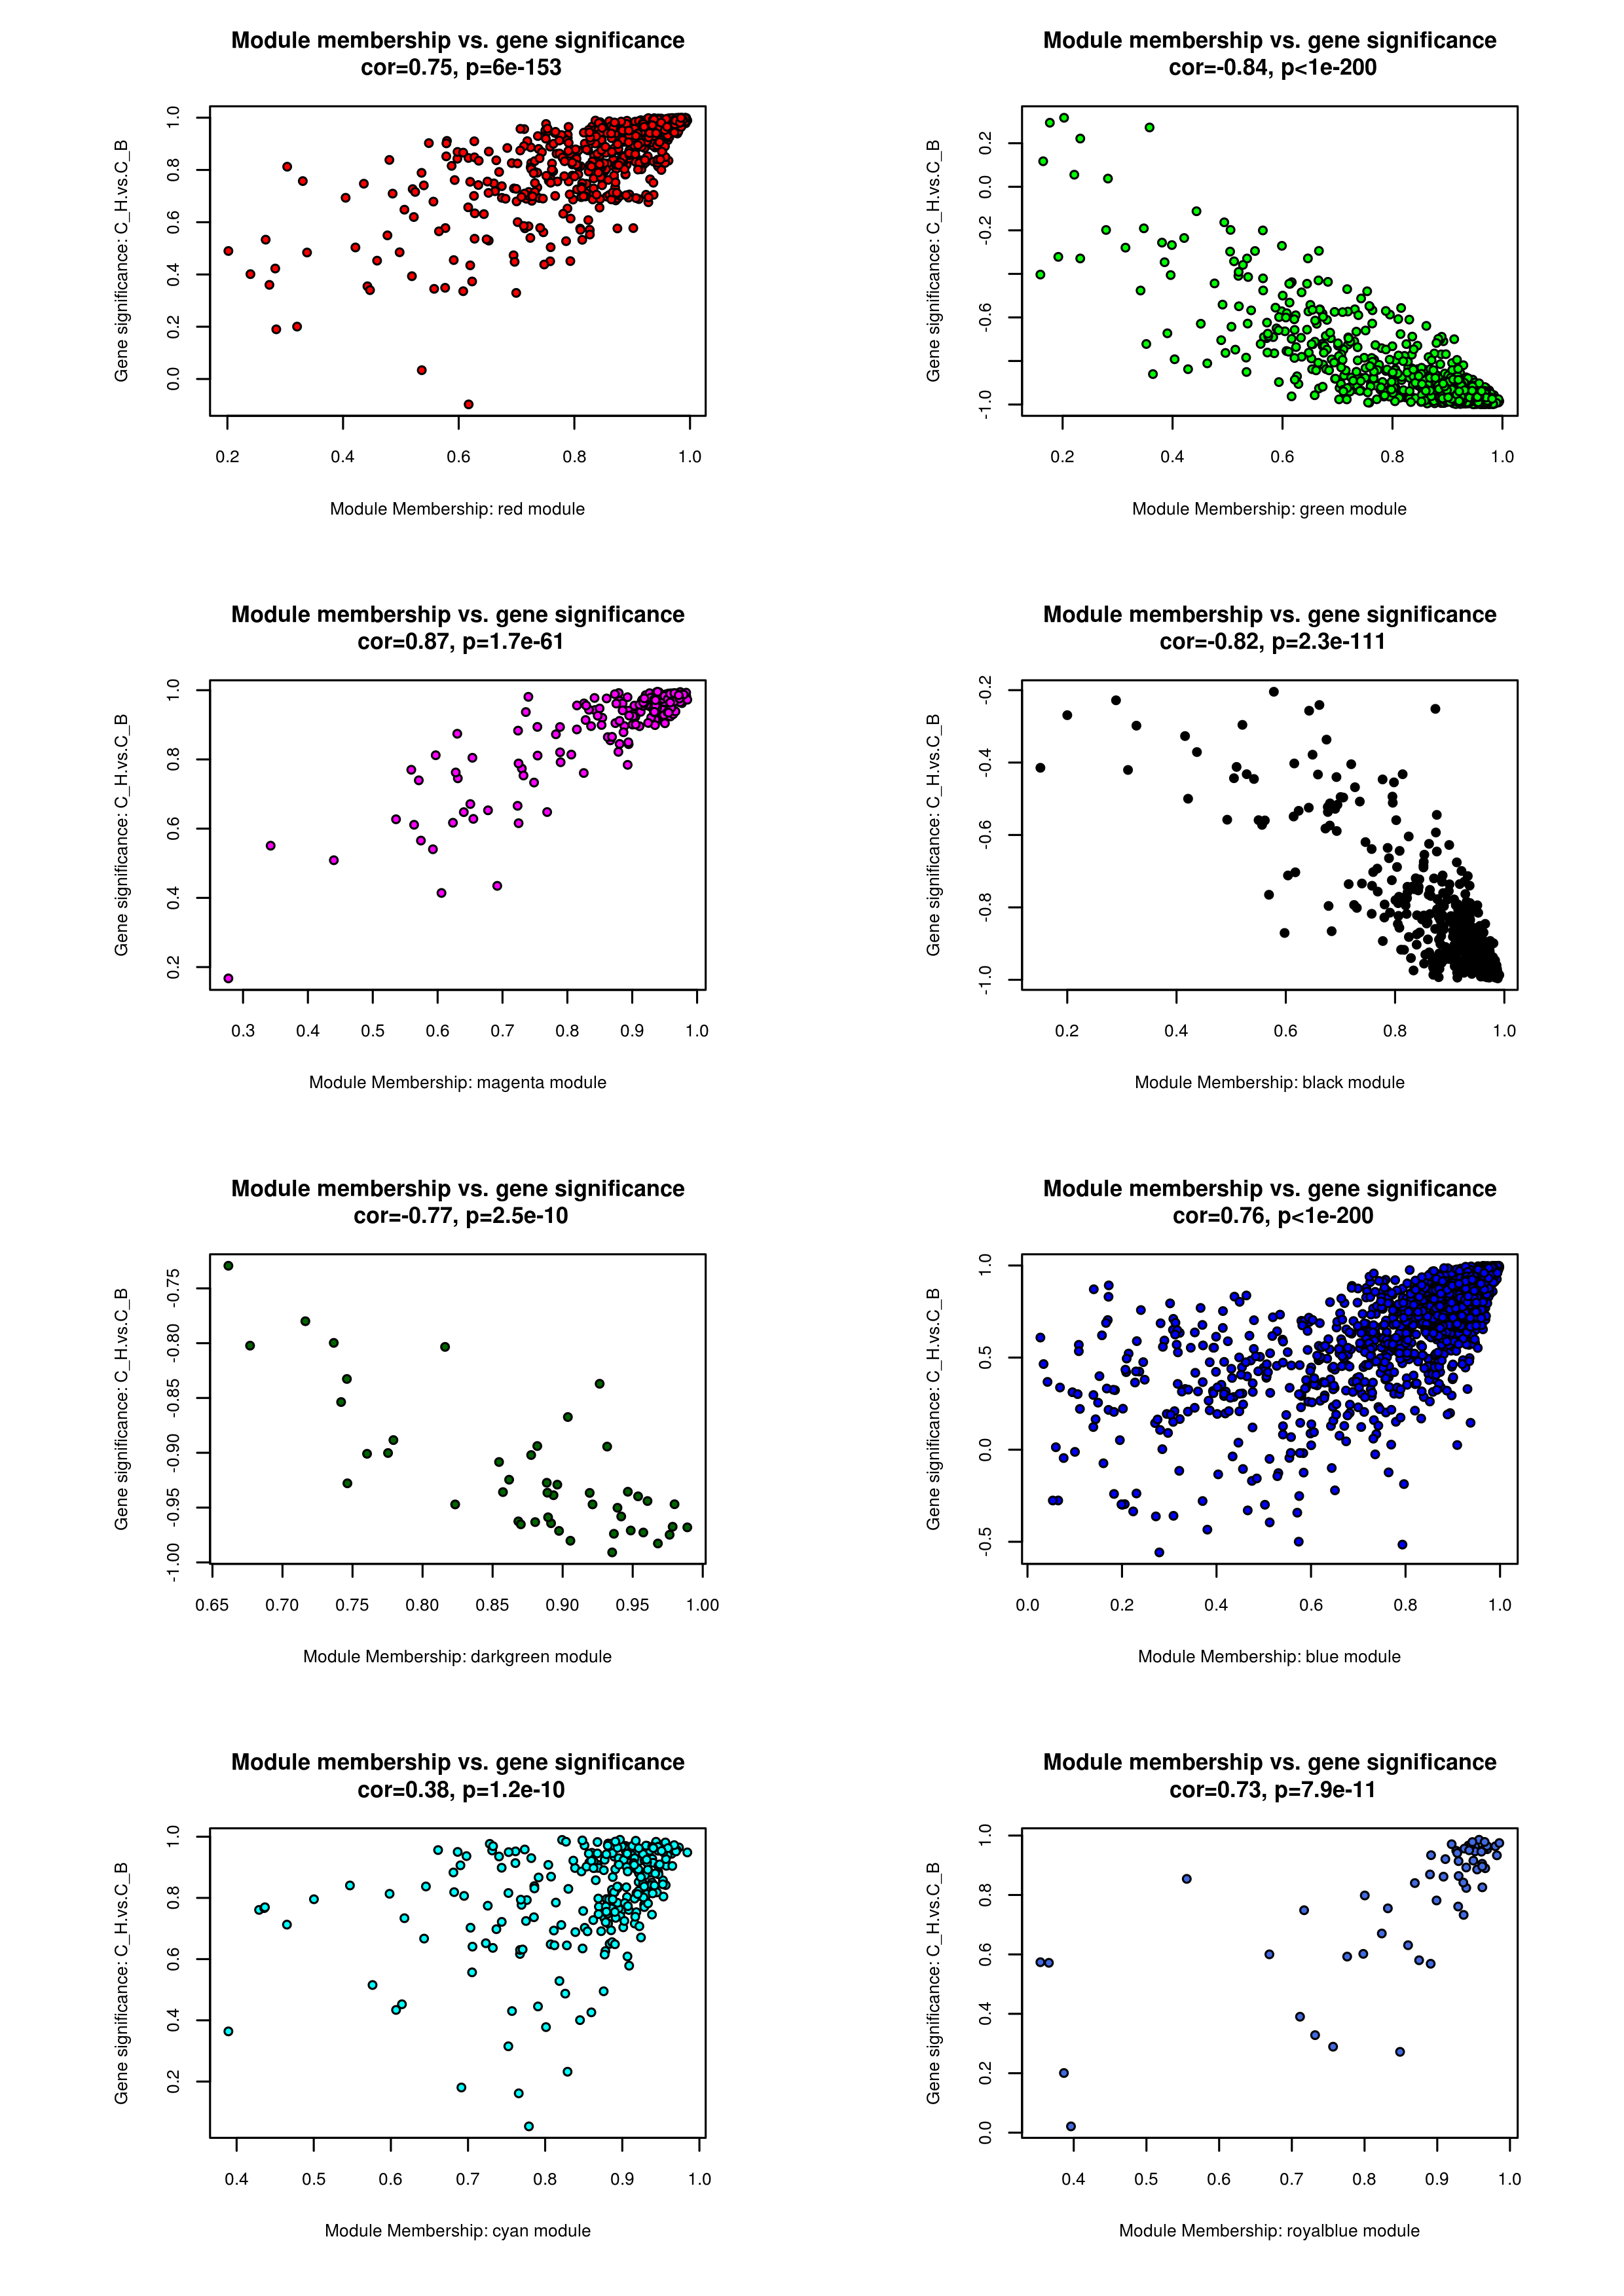 Module membership vs. gene significance
cor=0.75, p=6e-153
Gene significance: C_H.vs.C_B
1.0
0.8
0.6
0.4
0.2
0.0
0.2 0.4 0.6 0.8 1.0
Module Membership: red module
Module membership vs. gene significance
cor=-0.84, p<1e-200
Gene significance: C_H.vs.C_B
0.2
0.0
-0.2
-0.6
-1.0
0.2 0.4 0.6 0.8 1.0
Module Membership: green module
Module membership vs. gene significance
cor=0.87, p=1.7e-61
Gene significance: C_H.vs.C_B
1.0
0.8
0.6
0.4
0.2
0.3 0.4 0.5 0.6 0.7 0.8 0.9 1.0
Module Membership: magenta module
Module membership vs. gene significance
cor=-0.82, p=2.3e-111
Gene significance: C_H.vs.C_B
-0.2
-0.4
-0.6
-0.8
-1.0
0.2 0.4 0.6 0.8 1.0
Module Membership: black module
Module membership vs. gene significance
cor=-0.77, p=2.5e-10
Gene significance: C_H.vs.C_B
-0.75
-0.80
-0.85
-0.90
-0.95
-1.00
0.65 0.70 0.75 0.80 0.85 0.90 0.95 1.00
Module Membership: darkgreen module
Module membership vs. gene significance
cor=0.76, p<1e-200
Gene significance: C_H.vs.C_B
1.0
0.5
0.0
-0.5
0.0 0.2 0.4 0.6 0.8 1.0
Module Membership: blue module
Module membership vs. gene significance
cor=0.38, p=1.2e-10
Gene significance: C_H.vs.C_B
1.0
0.8
0.6
0.4
0.2
0.4 0.5 0.6 0.7 0.8 0.9 1.0
Module Membership: cyan module
Module membership vs. gene significance
cor=0.73, p=7.9e-11
Gene significance: C_H.vs.C_B
1.0
0.8
0.6
0.4
0.2
0.0
0.4 0.5 0.6 0.7 0.8 0.9 1.0
Module Membership: royalblue module